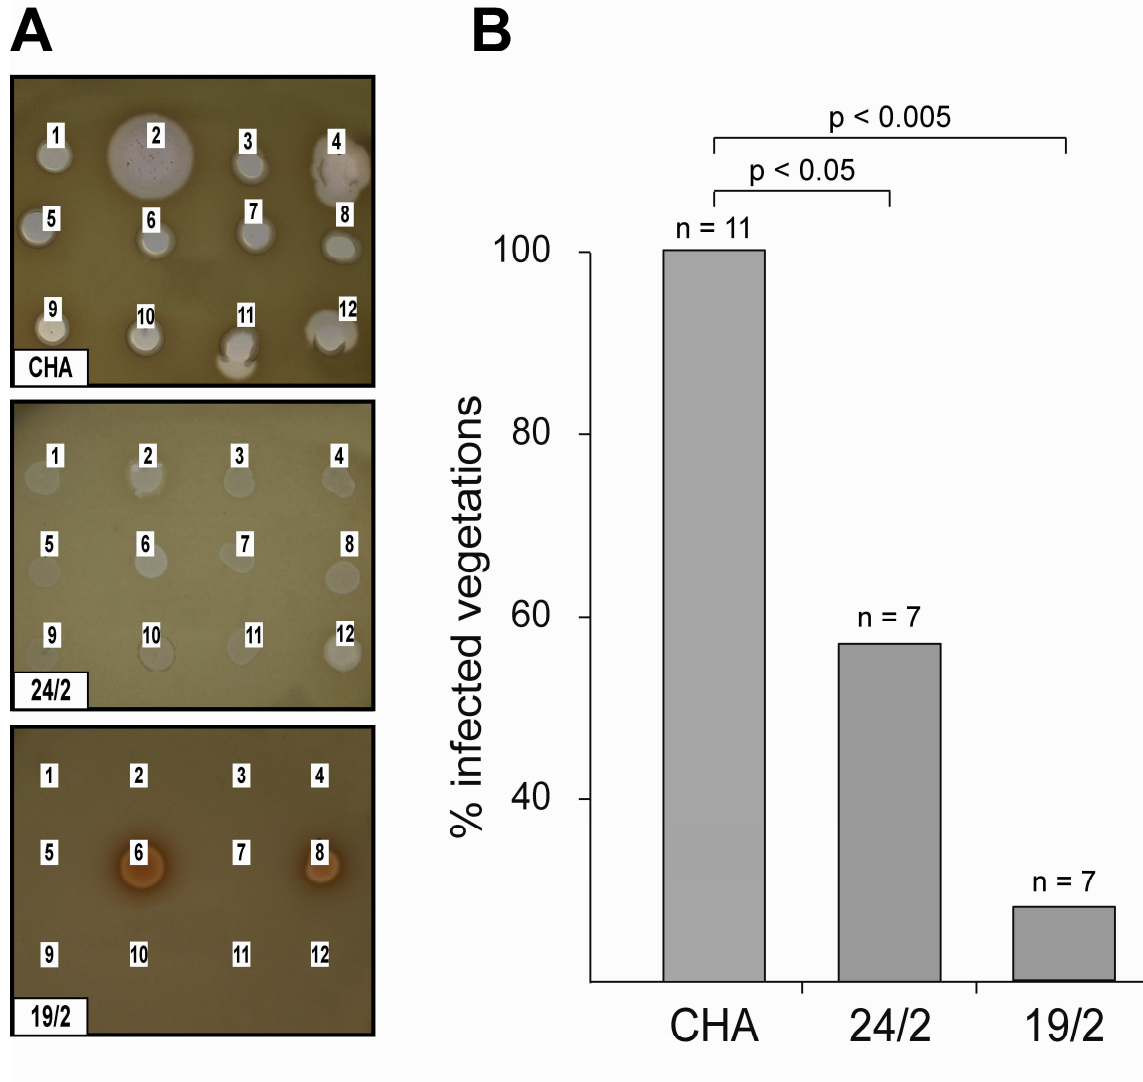 A
1 2 3 4
5 6 7 8
9 10 11 12
CHA
1 2 3 4
5 6 7 8
9 10 11 12
24/2
1 2 3 4
5 6 7 8
9 10 11 12
19/2
B
p < 0.005
p < 0.05
n = 11
100
80
60
40
% infected vegetations
n = 7
n = 7
CHA 24/2 19/2